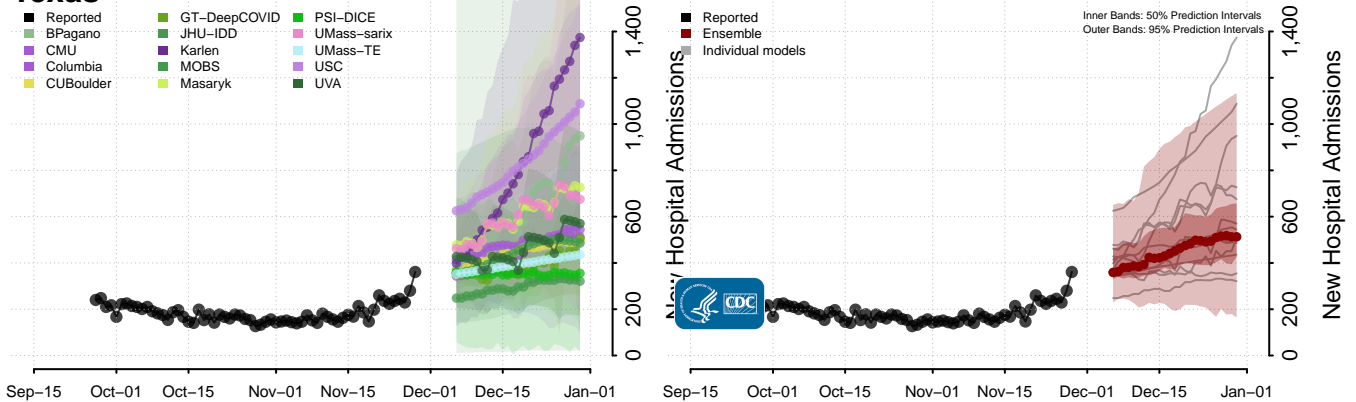 Texas
Reported
BPagano
CMU
Columbia
CUBoulder
GT−DeepCOVID
JHU−IDD
Karlen
MOBS
Masaryk
PSI−DICE
UMass−sarix
UMass−TE
USC
UVA
0
200
600
1,000
1,400
New Hospital Admissions
Sep−15
Oct−01
Oct−15
Nov−01
Nov−15
Dec−01
Dec−15
Jan−01
Reported
Ensemble
Individual models
Inner Bands: 50% Prediction Intervals
Outer Bands: 95% Prediction Intervals
CDC
0
200
600
1,000
1,400
New Hospital Admissions
Sep−15
Oct−01
Oct−15
Nov−01
Nov−15
Dec−01
Dec−15
Jan−01